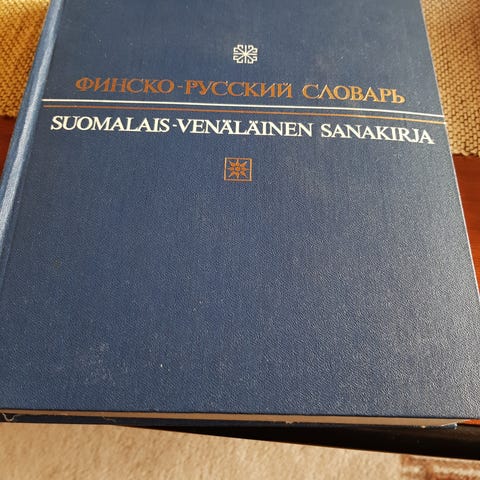 ФИНСКО-РУССКИЙ СЛОВАРЬ
SUOMALAIS-VENÄLÄINEN SANAKIRJA